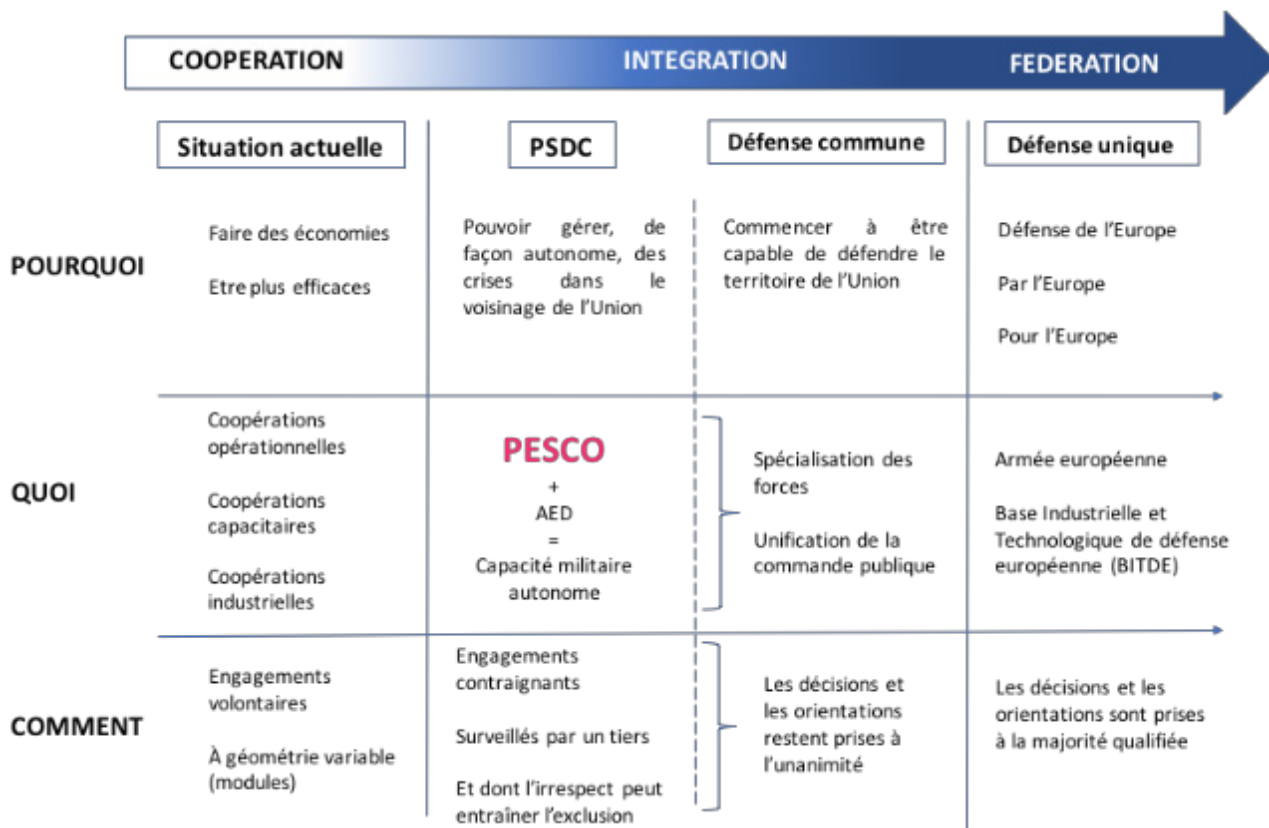 COOPERATION
INTEGRATION
FEDERATION
Situation actuelle
PSDC
Défense commune
Défense unique
POURQUOI
Faire des économies
Etre plus efficaces
Pouvoir gérer, de
façon autonome, des
crises dans le
voisinage de l'Union
Commencer à être
capable de défendre le
territoire de l'Union
Défense de l'Europe
Par l'Europe
Pour l'Europe
QUOI
Coopérations
opérationnelles
Coopérations
capacitaires
Coopérations
industrielles
PESCO
+
AED
=
Capacité militaire
autonome
Spécialisation des
forces
Unification de la
commande publique
Armée européenne
Base Industrielle et
Technologique de défense
européenne (BITDE)
COMMENT
Engagements
volontaires
À géométrie variable
(modules)
Engagements
contraignants
Surveillés par un tiers
Et dont l'irrespect peut
entraîner l'exclusion
Les décisions et
les orientations
restent prises à
l'unanimité
Les décisions et les
orientations sont prises
à la majorité qualifiée